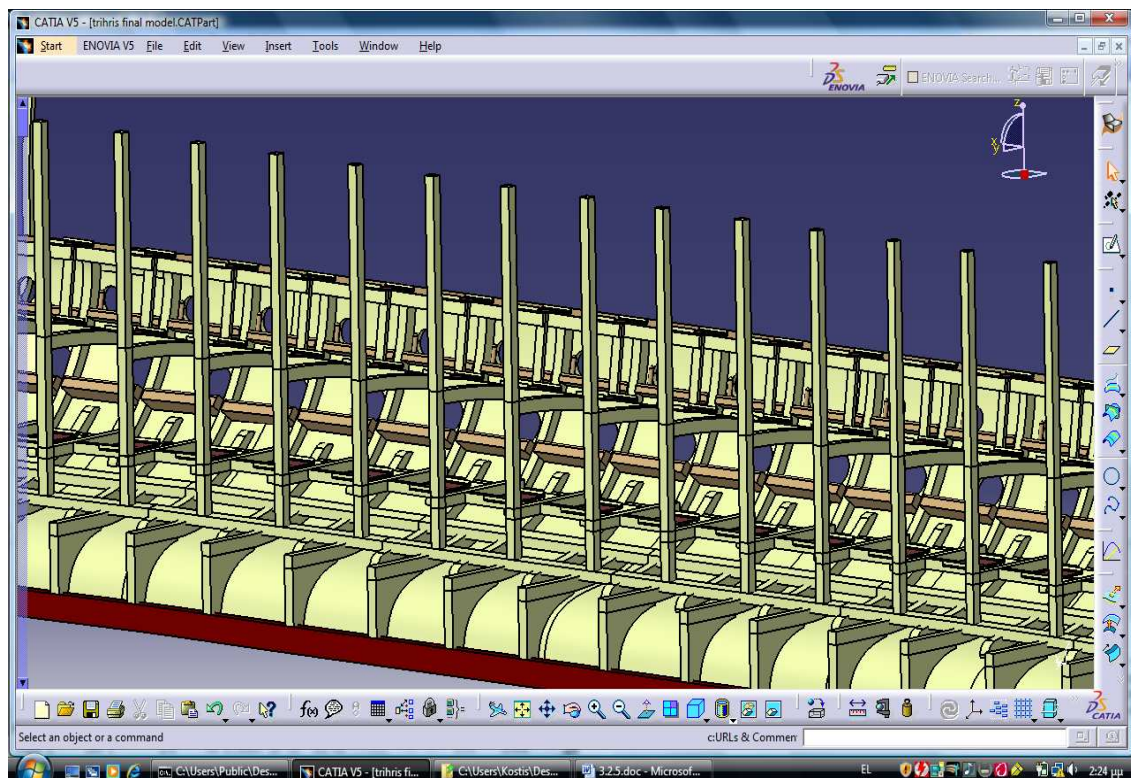 CATIA V5 - [trihris final model.CATPart]
Start ENOVIA V5 File Edit View Insert Tools Window Help
ENOVIA ENOVIA Search...
z
x
y
f(x)
CATIA
Select an object or a command c:URLs & Commen
C:\Users\Public\Des... CATIA V5 - [trihris fi... C:\Users\Kostis\Des... 3.2.5.doc - Microsof... EL 2:24 μμ